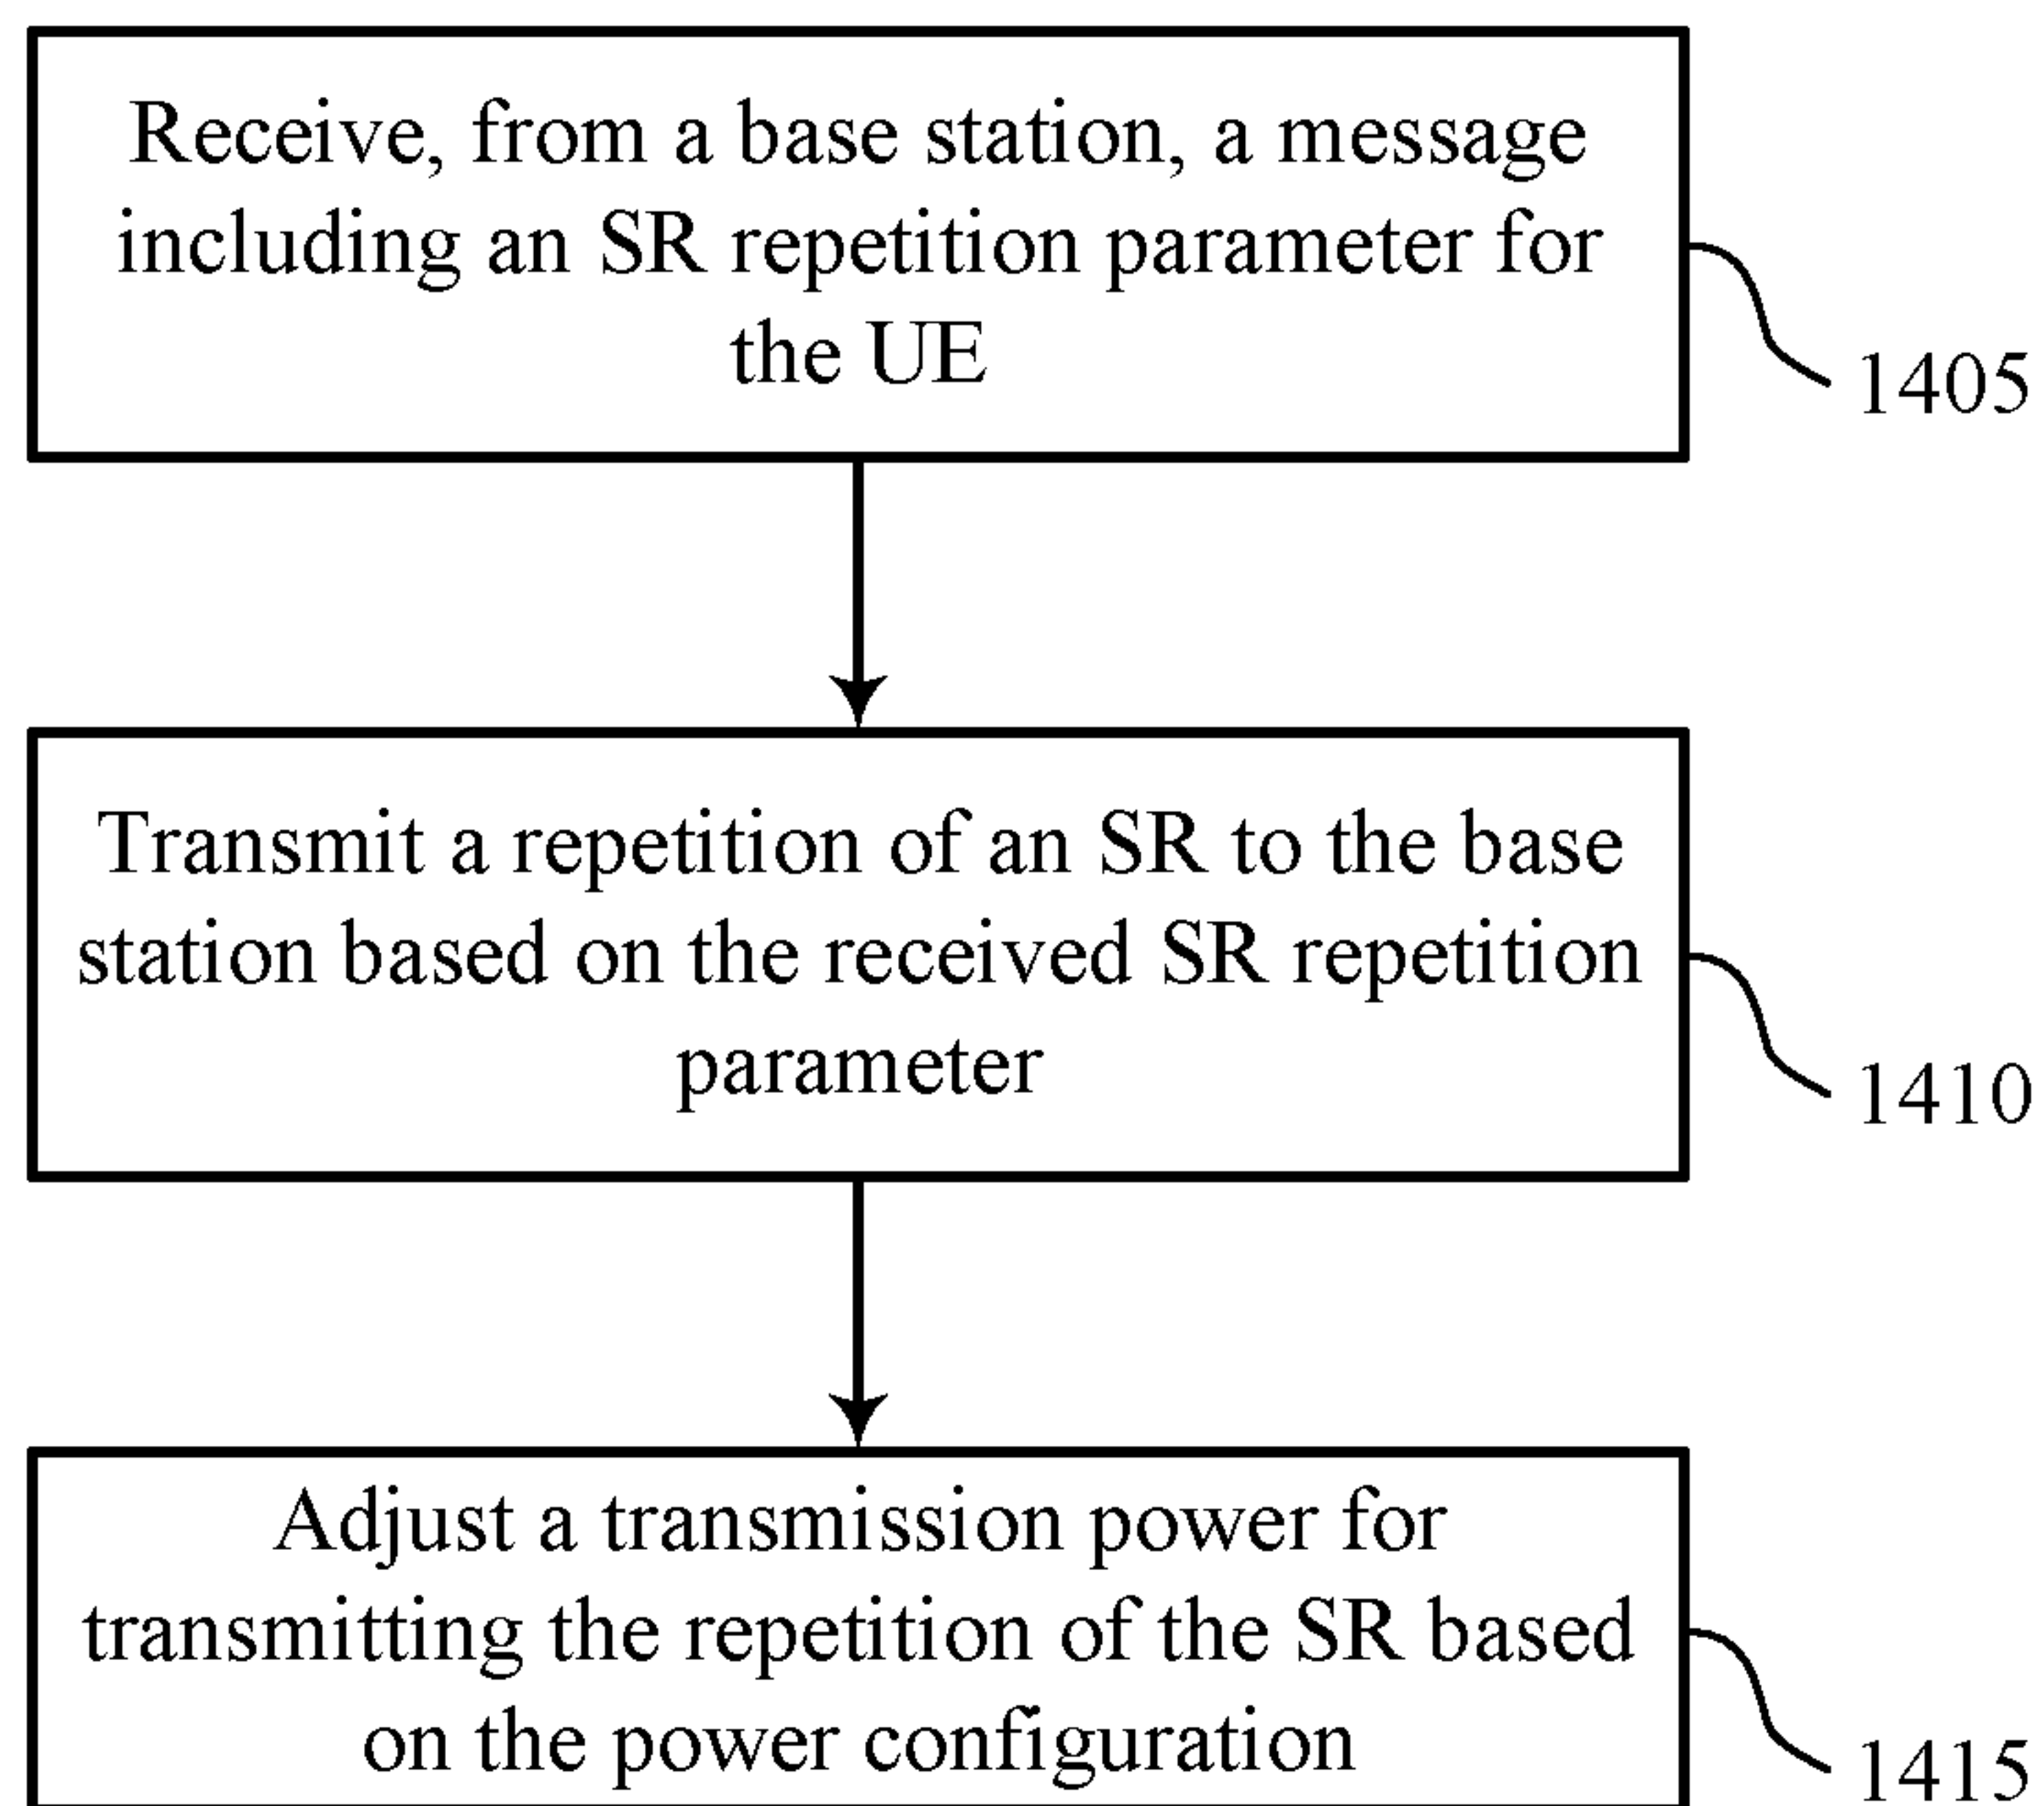 Receive, from a base station, a message
including an SR repetition parameter for
the UE
1405
Transmit a repetition of an SR to the base
station based on the received SR repetition
parameter
1410
Adjust a transmission power for
transmitting the repetition of the SR based
on the power configuration
1415